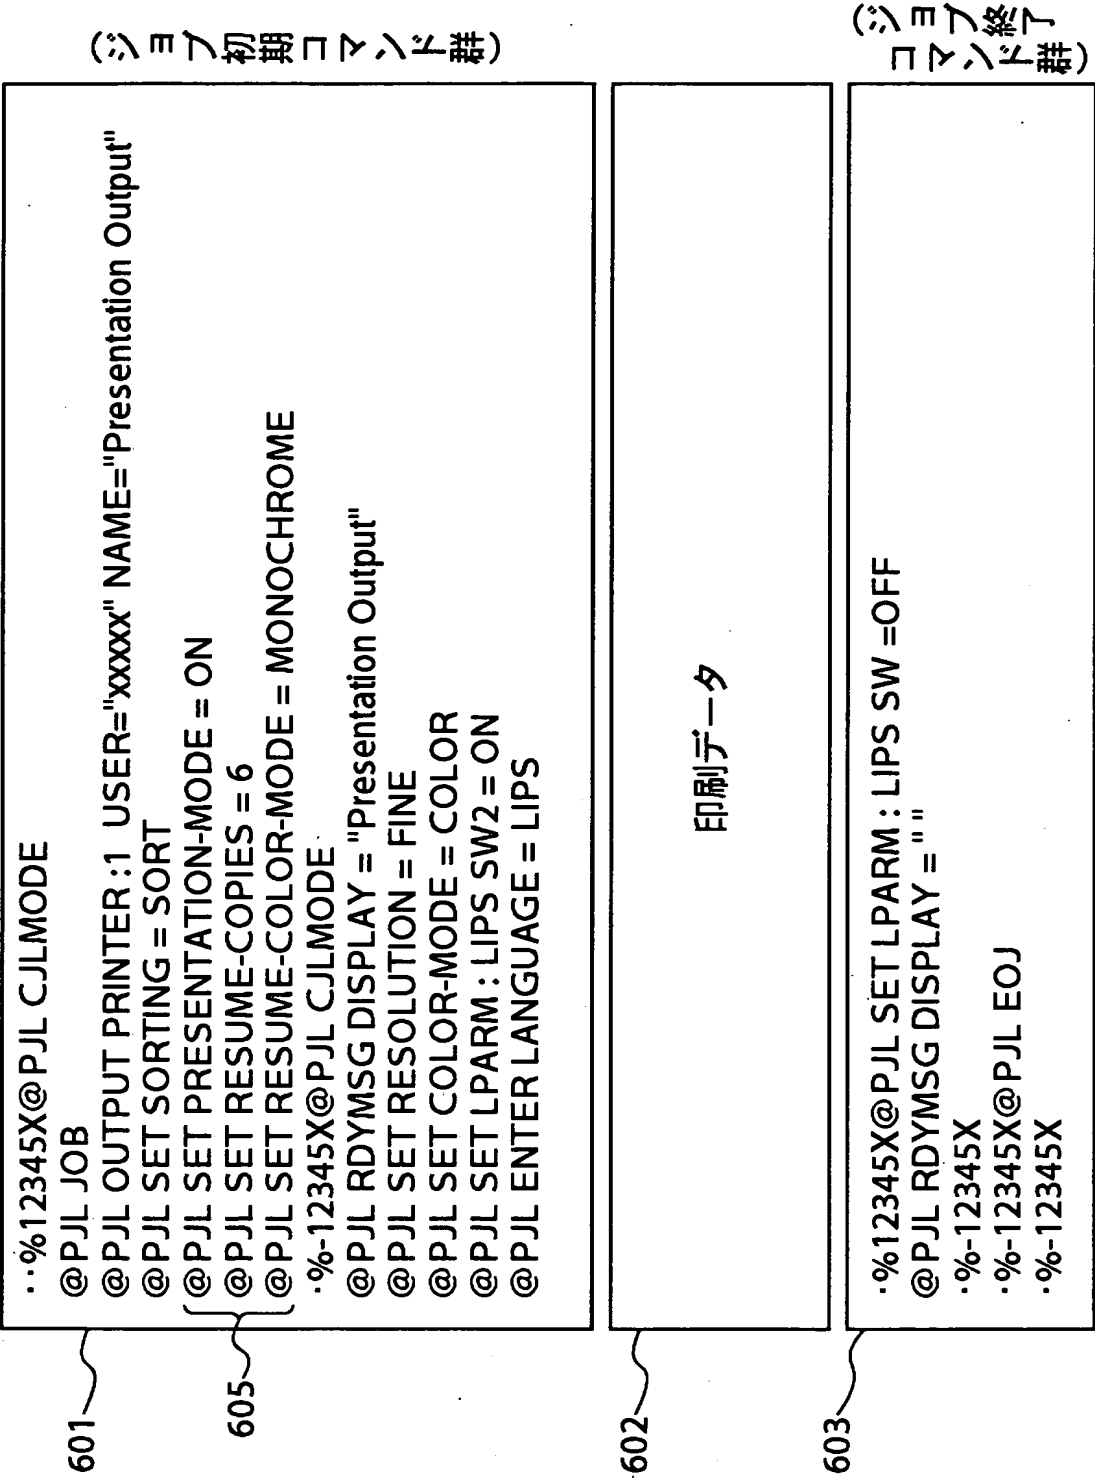 601
··%12345X@PJL CJLMODE
@PJL JOB
@PJL OUTPUT PRINTER :1 USER="xxxxx" NAME="Presentation Output"
@PJL SET SORTING = SORT
@PJL SET PRESENTATION-MODE = ON
@PJL SET RESUME-COPIES = 6
@PJL SET RESUME-COLOR-MODE = MONOCHROME
·%-12345X@PJL CJLMODE
@PJL RDYMSG DISPLAY = "Presentation Output"
@PJL SET RESOLUTION = FINE
@PJL SET COLOR-MODE = COLOR
@PJL SET LPARM : LIPS SW2 = ON
@PJL ENTER LANGUAGE = LIPS
605
(ジョブ初期コマンド群)
602
印刷データ
603
·%12345X@PJL SET LPARM : LIPS SW =OFF
@PJL RDYMSG DISPLAY = " "
·%-12345X
·%-12345X@PJL EOJ
·%-12345X
(ジョブ終了
コマンド群)